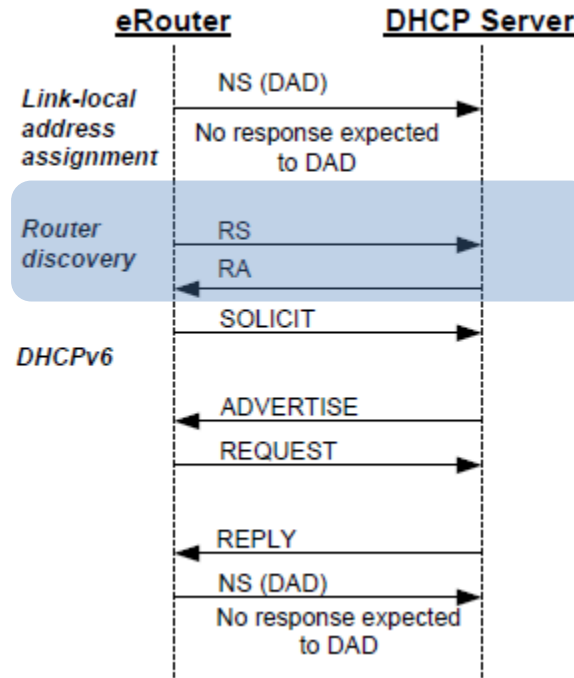 eRouter
DHCP Server
Link-local
address
assignment
NS (DAD)
No response expected
to DAD
Router
discovery
RS
RA
SOLICIT
DHCPv6
ADVERTISE
REQUEST
REPLY
NS (DAD)
No response expected
to DAD